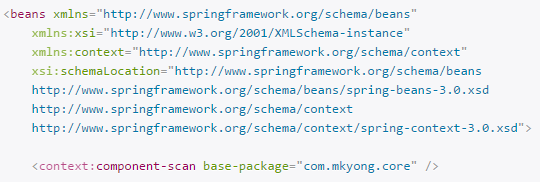 <beans xmlns="http://www.springframework.org/schema/beans"
xmlns:xsi="http://www.w3.org/2001/XMLSchema-instance"
xmlns:context="http://www.springframework.org/schema/context"
xsi:schemaLocation="http://www.springframework.org/schema/beans
http://www.springframework.org/schema/beans/spring-beans-3.0.xsd
http://www.springframework.org/schema/context
http://www.springframework.org/schema/context/spring-context-3.0.xsd">
<context:component-scan base-package="com.mkyong.core" />